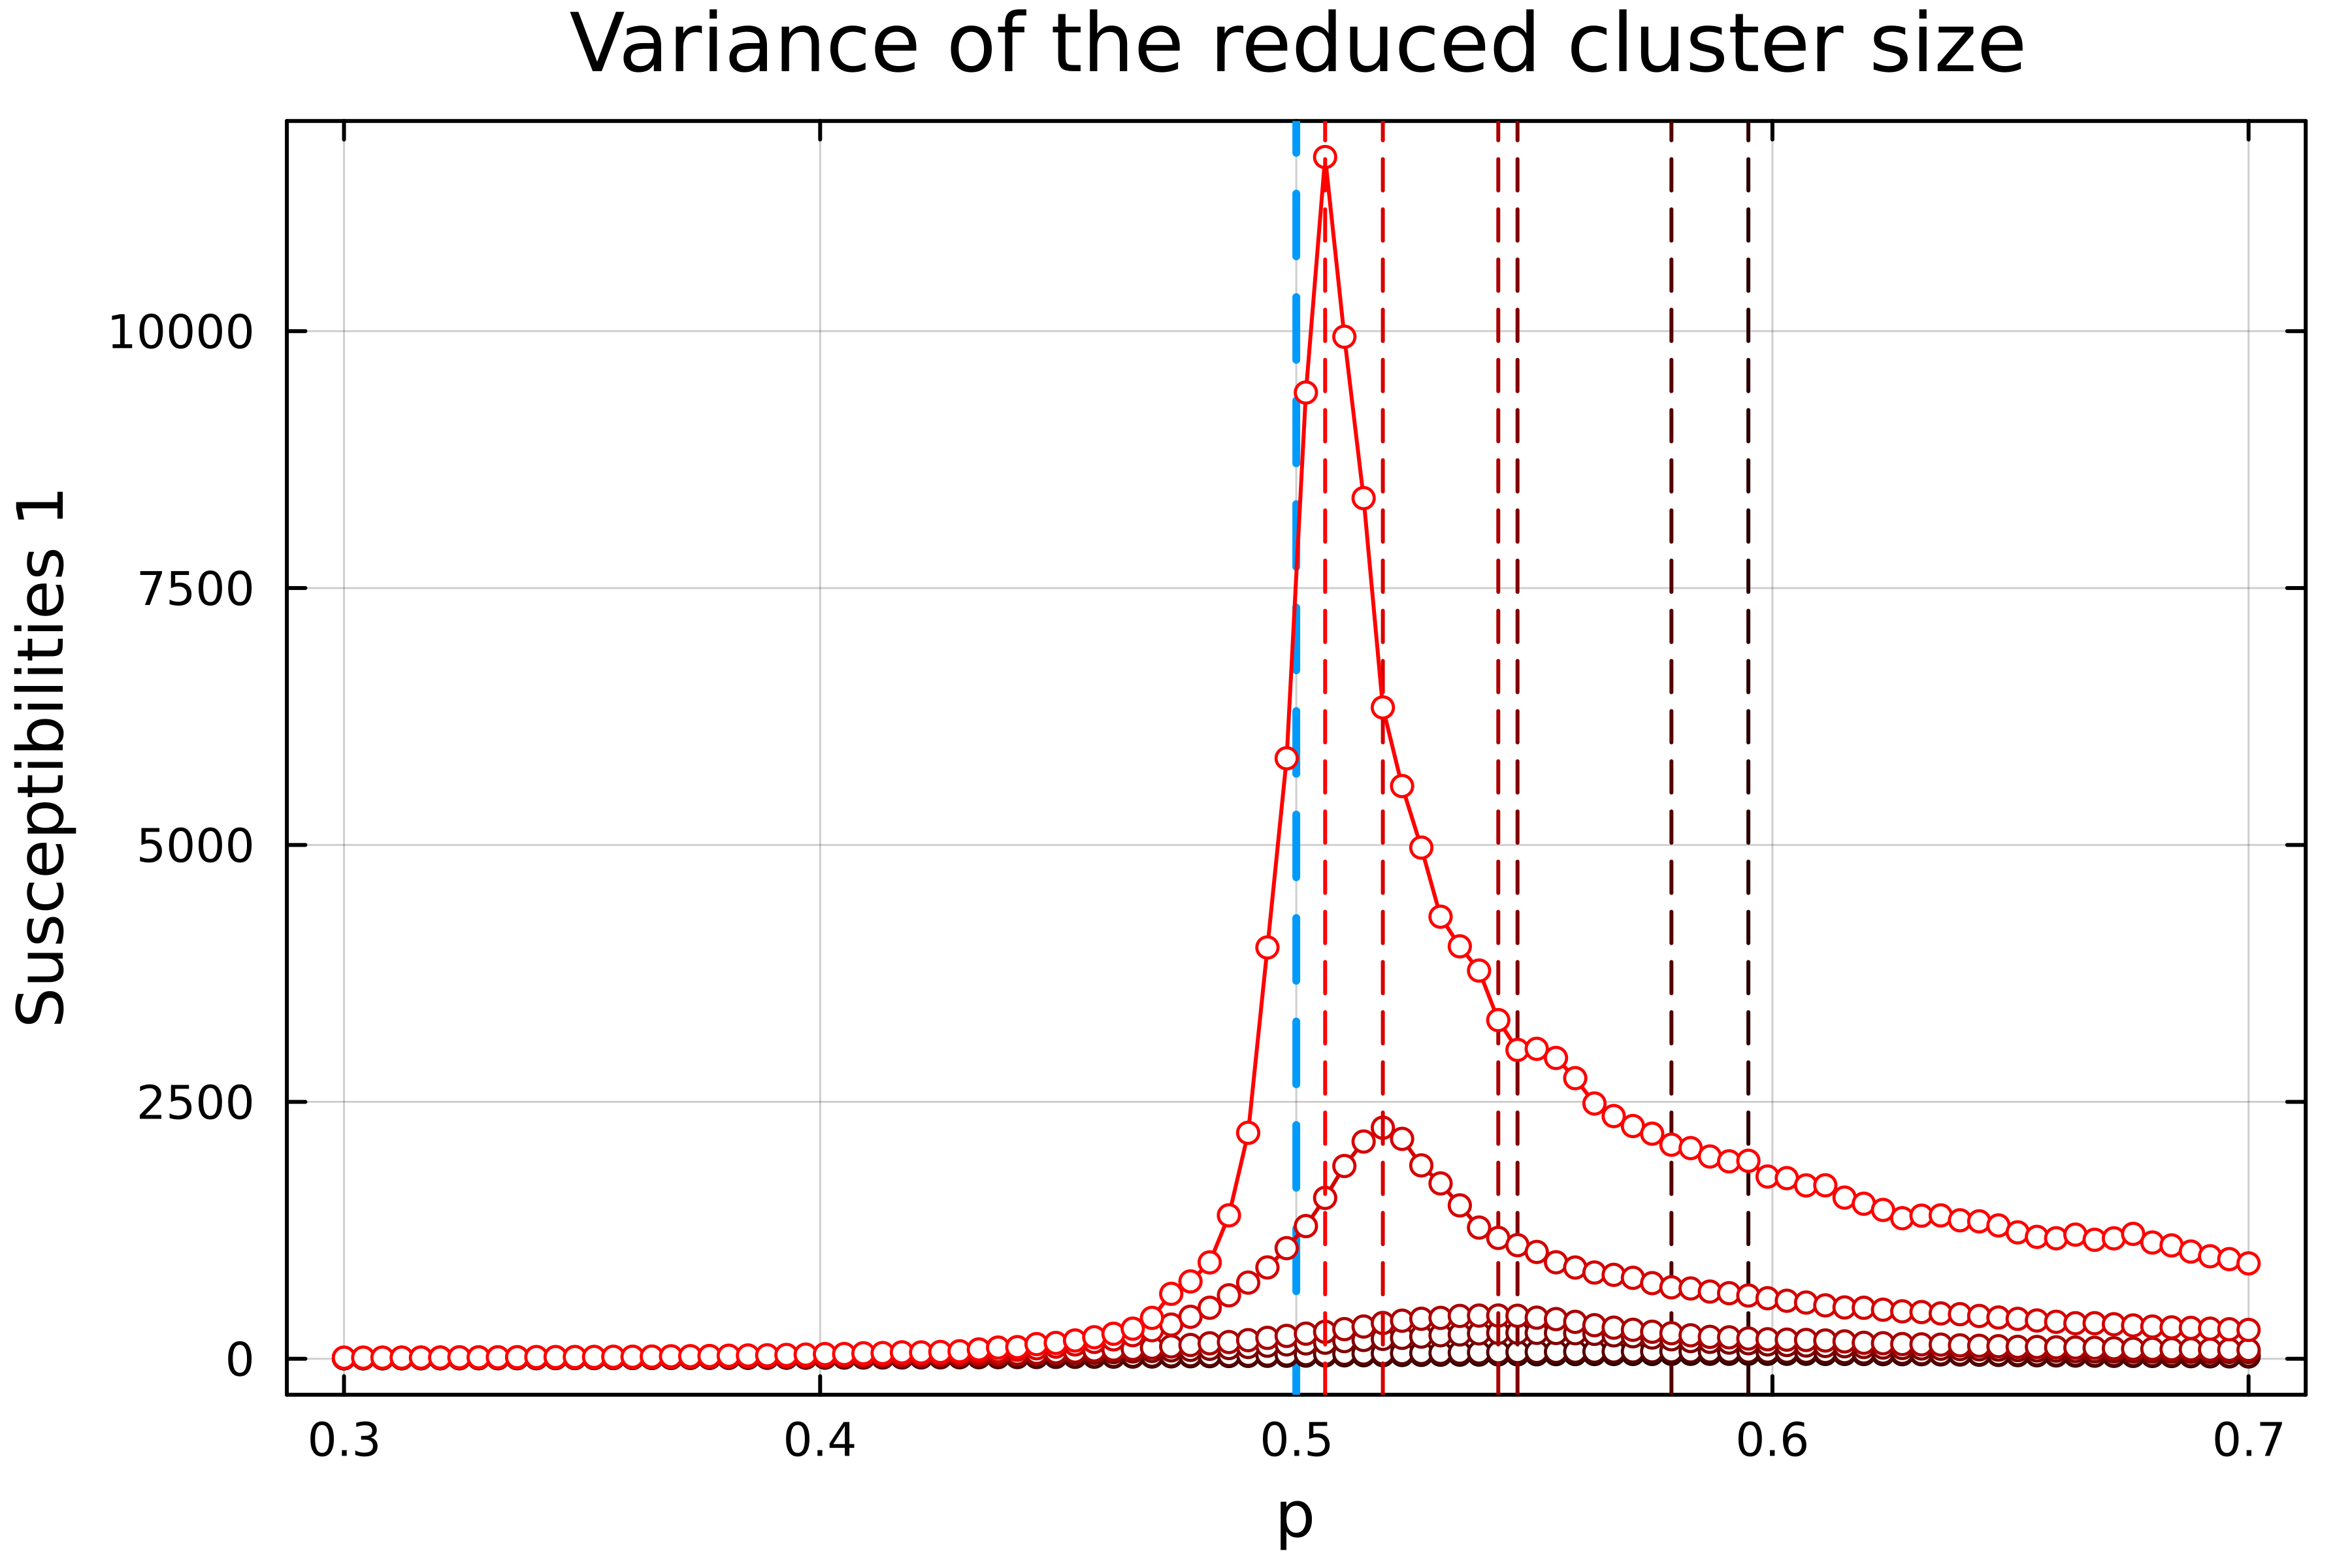 Variance of the reduced cluster size
Susceptibilities 1
10000
7500
5000
2500
0
0.3 0.4 0.5 0.6 0.7
p